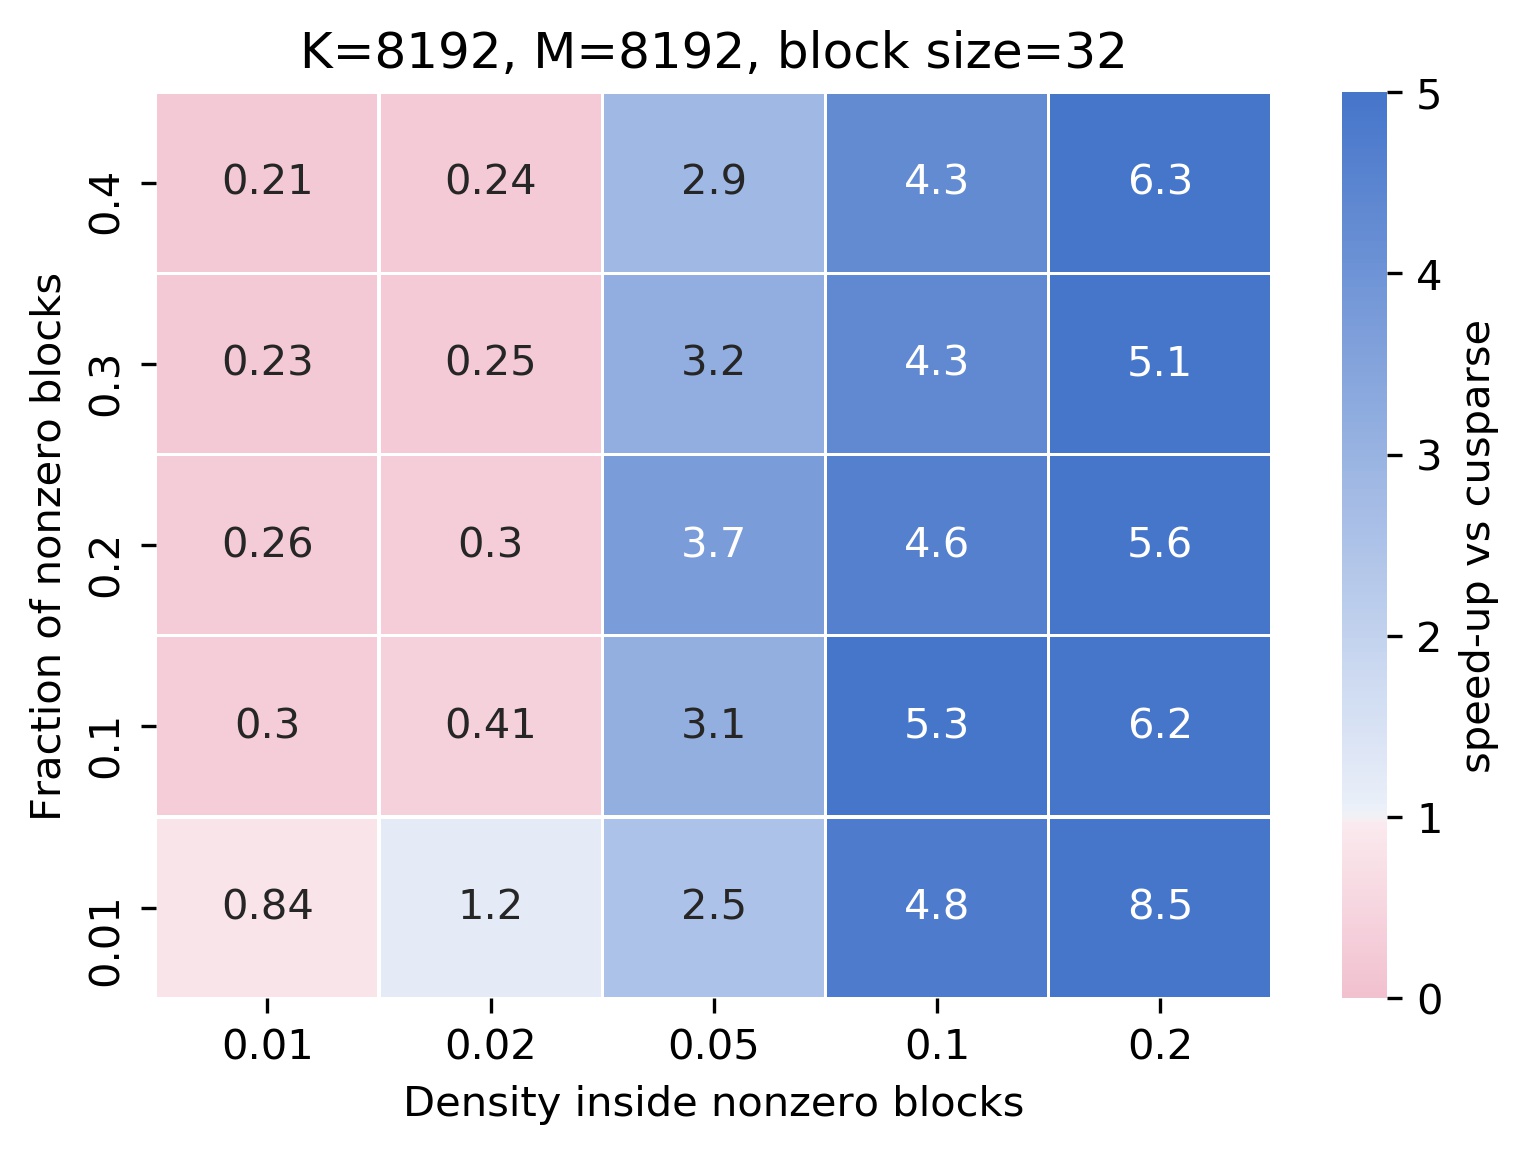 K=8192, M=8192, block size=32
Fraction of nonzero blocks
0.4 0.21 0.24 2.9 4.3 6.3
0.3 0.23 0.25 3.2 4.3 5.1
0.2 0.26 0.3 3.7 4.6 5.6
0.1 0.3 0.41 3.1 5.3 6.2
0.01 0.84 1.2 2.5 4.8 8.5
0.01 0.02 0.05 0.1 0.2
Density inside nonzero blocks
5
4
3
2
1
0
speed-up vs cusparse